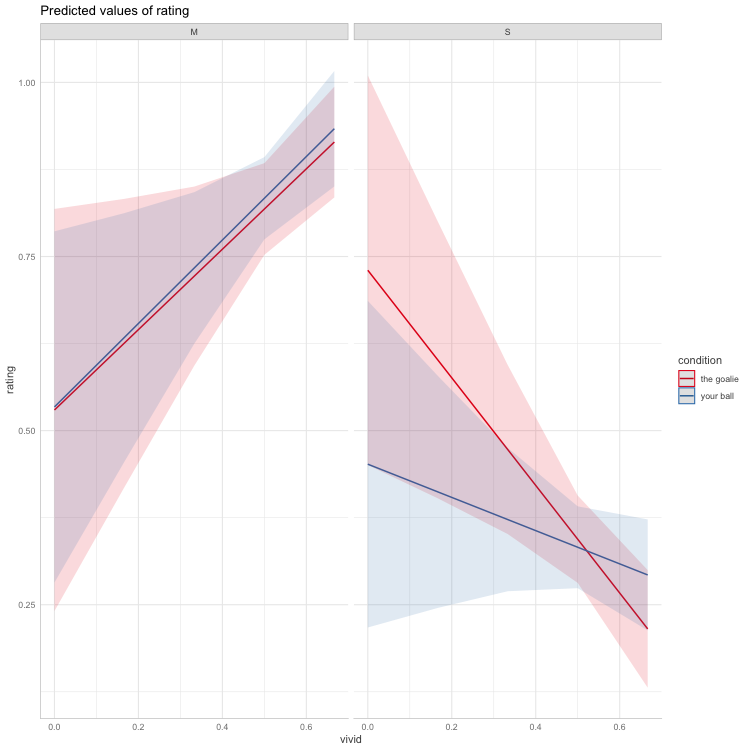 Predicted values of rating
M
S
1.00
0.75
0.50
0.25
rating
0.0
0.2
0.4
0.6
0.0
0.2
0.4
0.6
vivid
condition
the goalie
your ball